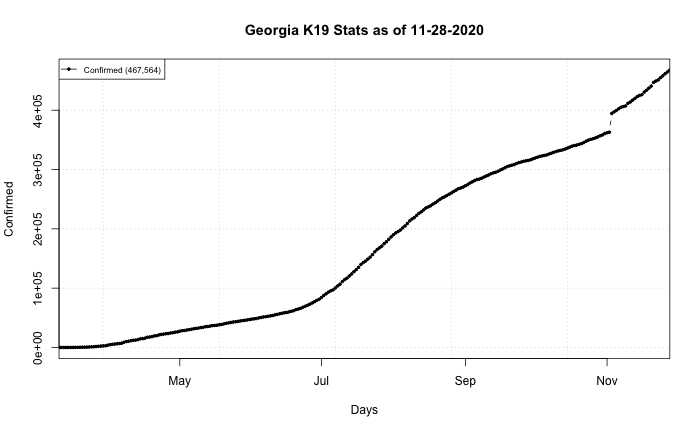 Georgia K19 Stats as of 11-28-2020
Confirmed (467,564)
Confirmed
4e+05
3e+05
2e+05
1e+05
0e+00
May Jul Sep Nov
Days